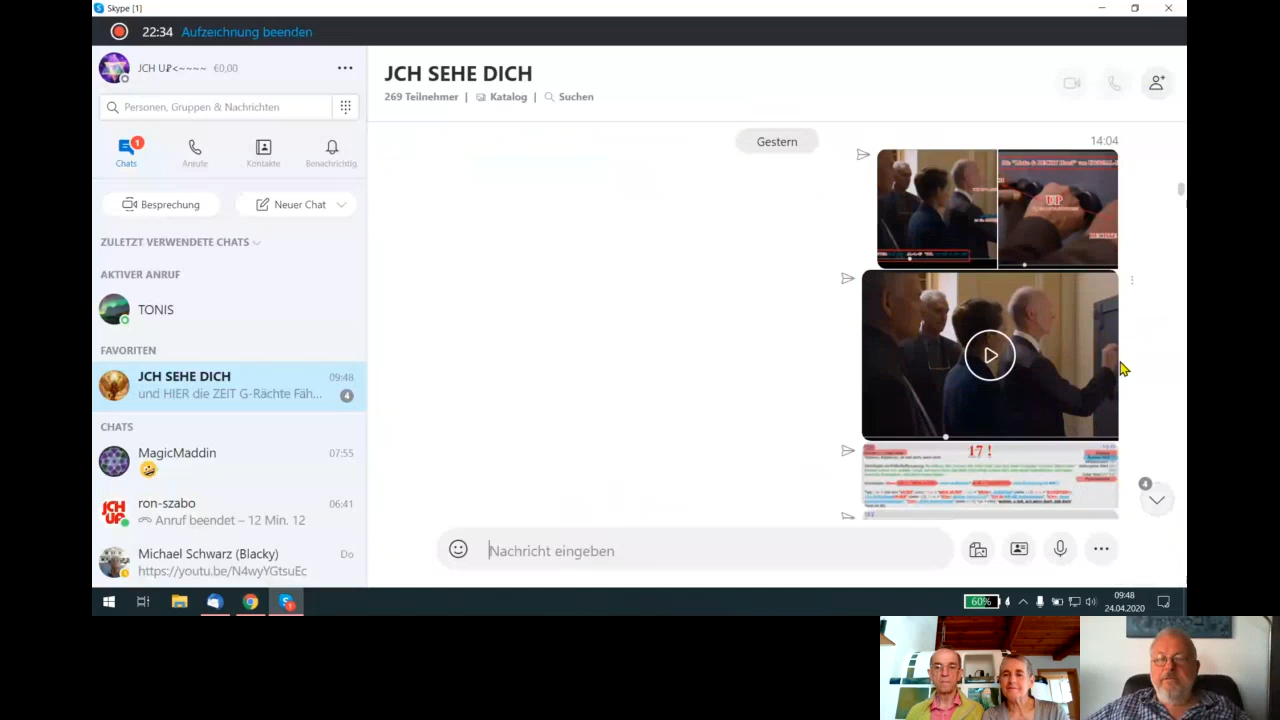 Skype [1]
22:34 Aufzeichnung beenden
JCH U₽<~~~~ €0,00
Personen, Gruppen & Nachrichten
1
Chats Anrufe Kontakte Benachrichtig.
Besprechung Neuer Chat
ZULETZT VERWENDETE CHATS
AKTIVER ANRUF
TONIS
FAVORITEN
JCH SEHE DICH 09:48
und HIER die ZEIT G-Rächte Fäh... 4
CHATS
MagicMaddin 07:55
ron-szabo 06:41
Anruf beendet – 12 Min. 12
Michael Schwarz (Blacky) Do
https://youtu.be/N4wyYGtsuEc
JCH SEHE DICH
269 Teilnehmer | Katalog | Suchen
Gestern
14:04
UP
17 !
4
Nachricht eingeben
60%
09:48
24.04.2020